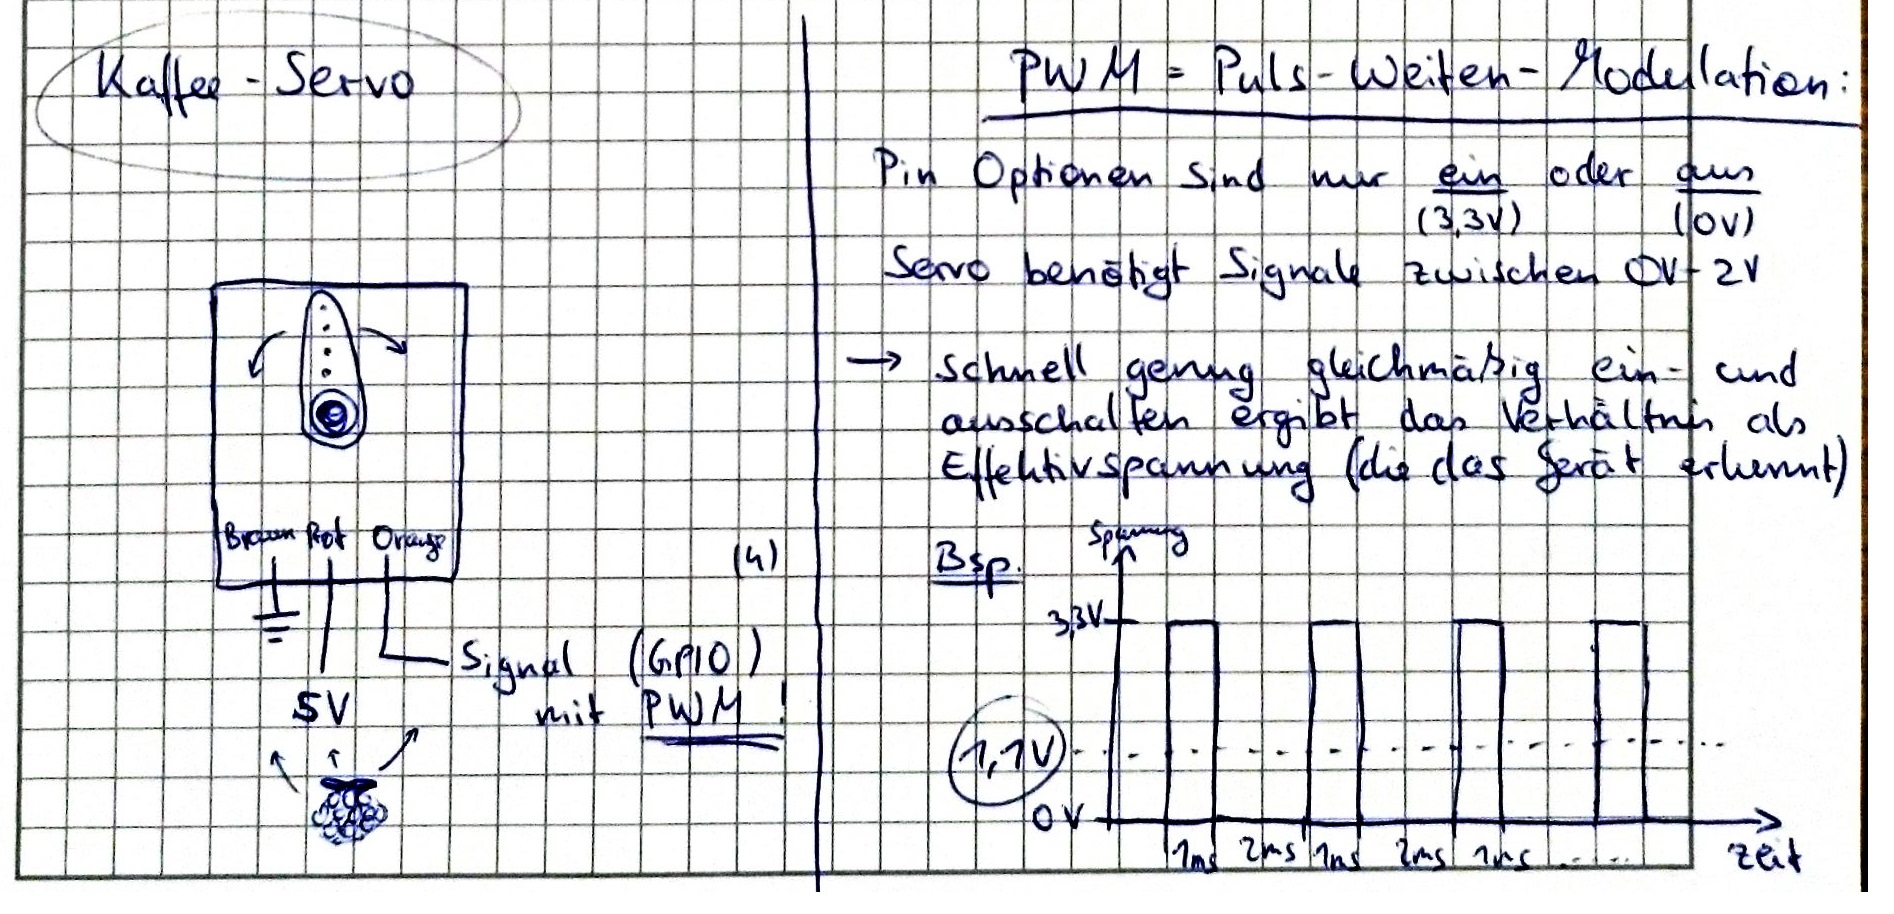 Kaffee - Servo
Braun Rot Orange
(4)
Signal (GPIO)
5V
mit PWM!
PWM = Puls-Weiten-Modulation:
Pin Optionen sind nur ein oder aus
(3,3V) (0V)
Servo benötigt Signale zwischen 0V-2V
→ schnell genug gleichmäßig ein- und
ausschalten ergibt das Verhältnis als
Effektivspannung (die das Gerät erkennt)
Bsp.
Spannung
3,3V
1,1V
0V
1ms 2ms 1ms 2ms 1ms ......
Zeit